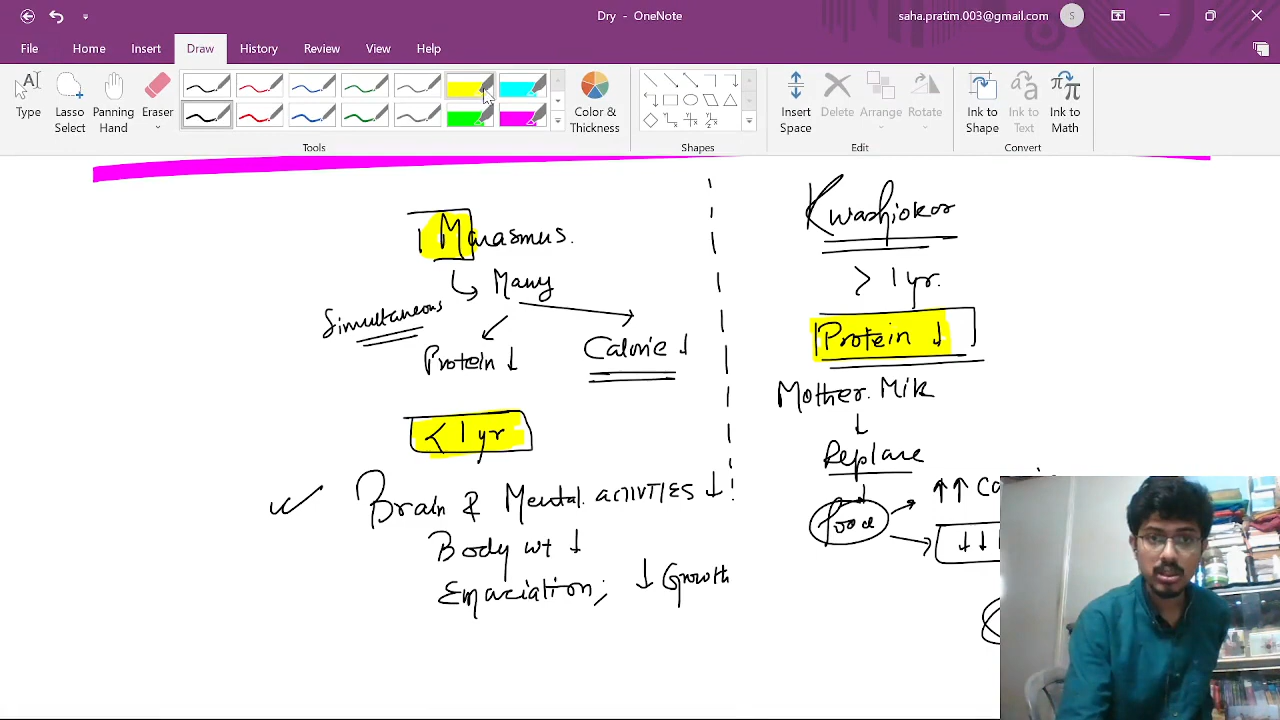 Dry - OneNote
saha.pratim.003@gmail.com
S
File
Home
Insert
Draw
History
Review
View
Help
Type
Lasso
Select
Panning
Hand
Eraser
Color &
Thickness
Insert
Space
Delete
Arrange
Rotate
Ink to
Shape
Ink to
Text
Ink to
Math
Tools
Shapes
Edit
Convert
Marasmus.
Many
Simultaneous
Protein ↓
Calorie ↓
< 1 yr
Brain & Mental. ACTIVITIES ↓
Body wt ↓
Emaciation, ↓ Growth
Kwashiokor
> 1 yr.
Protein ↓
Mother. Milk
↓
Replace
↓
food
↑↑ Ca
↓↓